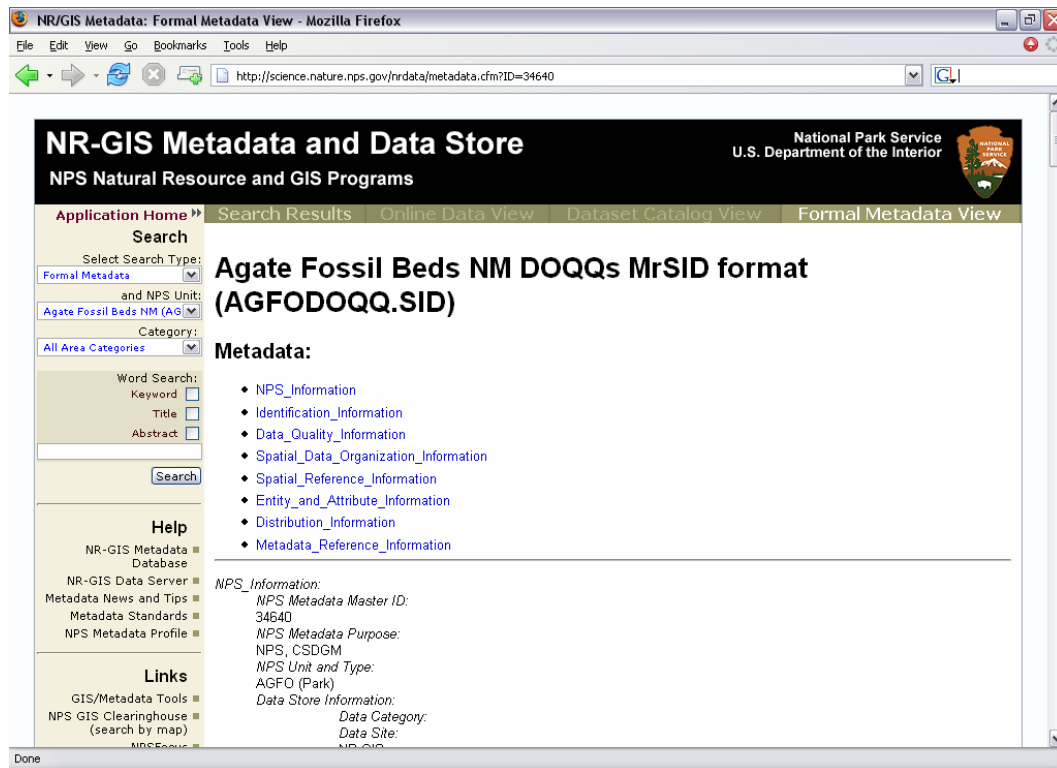 NR/GIS Metadata: Formal Metadata View - Mozilla Firefox
File Edit View Go Bookmarks Tools Help
http://science.nature.nps.gov/nrdata/metadata.cfm?ID=34640
NR-GIS Metadata and Data Store
NPS Natural Resource and GIS Programs
National Park Service
U.S. Department of the Interior
NATIONAL
PARK
SERVICE
Application Home
Search Results Online Data View Dataset Catalog View Formal Metadata View
Search
Select Search Type:
Formal Metadata
and NPS Unit:
Agate Fossil Beds NM (AG
Category:
All Area Categories
Word Search:
Keyword
Title
Abstract
Search
Help
NR-GIS Metadata
Database
NR-GIS Data Server
Metadata News and Tips
Metadata Standards
NPS Metadata Profile
Links
GIS/Metadata Tools
NPS GIS Clearinghouse
(search by map)
NPSFocus
Agate Fossil Beds NM DOQQs MrSID format
(AGFODOQQ.SID)
Metadata:
NPS_Information
Identification_Information
Data_Quality_Information
Spatial_Data_Organization_Information
Spatial_Reference_Information
Entity_and_Attribute_Information
Distribution_Information
Metadata_Reference_Information
NPS_Information:
NPS Metadata Master ID:
34640
NPS Metadata Purpose:
NPS, CSDGM
NPS Unit and Type:
AGFO (Park)
Data Store Information:
Data Category:
Data Site:
NR-GIS
Done